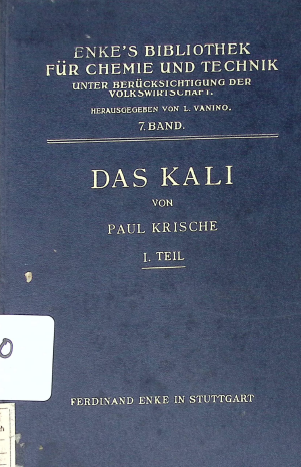 ENKE'S BIBLIOTHEK
FÜR CHEMIE UND TECHNIK
UNTER BERÜCKSICHTIGUNG DER
VOLKSWIRTSCHAFT.
HERAUSGEGEBEN VON L. VANINO.
7. BAND.
DAS KALI
VON
PAUL KRISCHE
I. TEIL
FERDINAND ENKE IN STUTTGART